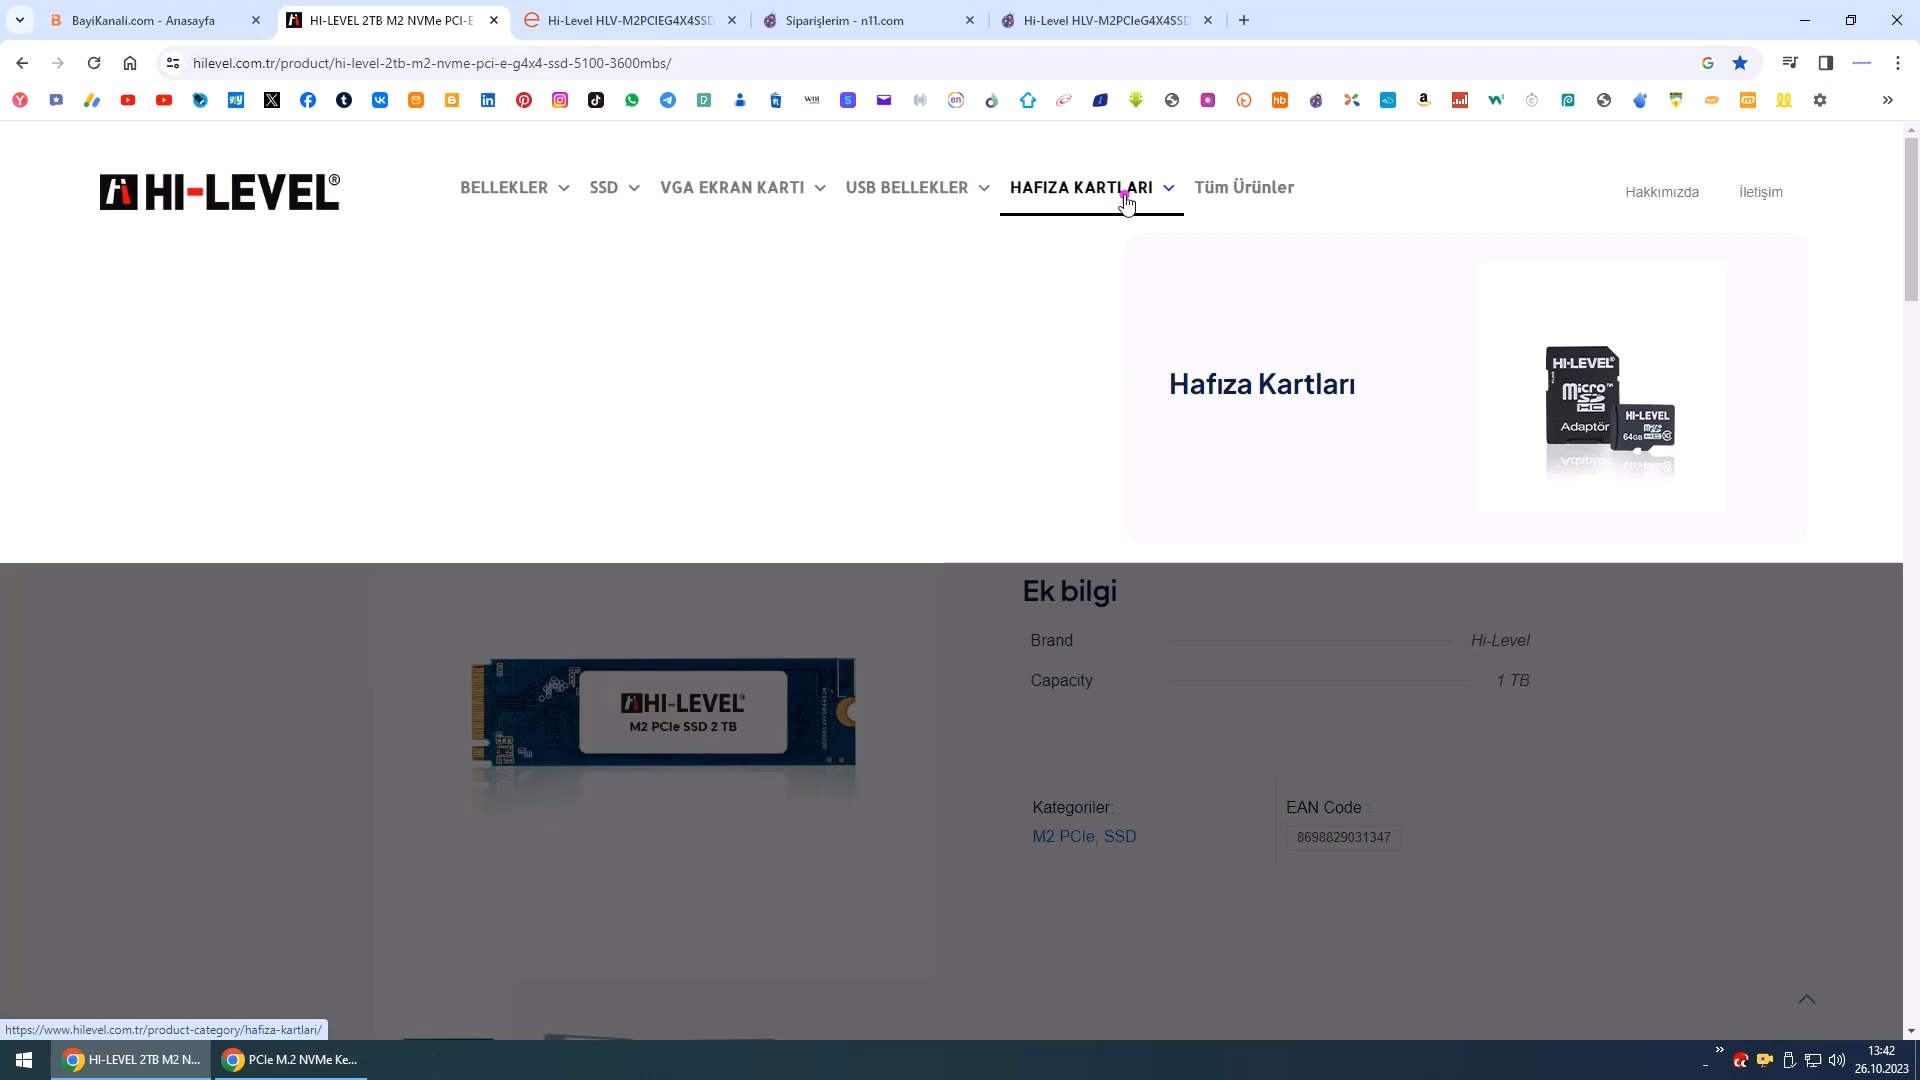 BayiKanali.com - Anasayfa
HI-LEVEL 2TB M2 NVMe PCI-E
Hi-Level HLV-M2PCIEG4X4SSD
Siparişlerim - n11.com
Hi-Level HLV-M2PCIeG4X4SSD
hilevel.com.tr/product/hi-level-2tb-m2-nvme-pci-e-g4x4-ssd-5100-3600mbs/
HI-LEVEL®
BELLEKLER
SSD
VGA EKRAN KARTI
USB BELLEKLER
HAFIZA KARTLARI
Tüm Ürünler
Hakkımızda
İletişim
Hafıza Kartları
HI-LEVEL®
Micro
SD
HC
Adaptör
HI-LEVEL
micro
64GB
Ek bilgi
Brand
Hi-Level
Capacity
1 TB
HI-LEVEL®
M2 PCIe SSD 2 TB
Kategoriler:
M2 PCIe, SSD
EAN Code :
8698829031347
https://www.hilevel.com.tr/product-category/hafiza-kartlari/
HI-LEVEL 2TB M2 N...
PCIe M.2 NVMe Ke...
13:42
26.10.2023